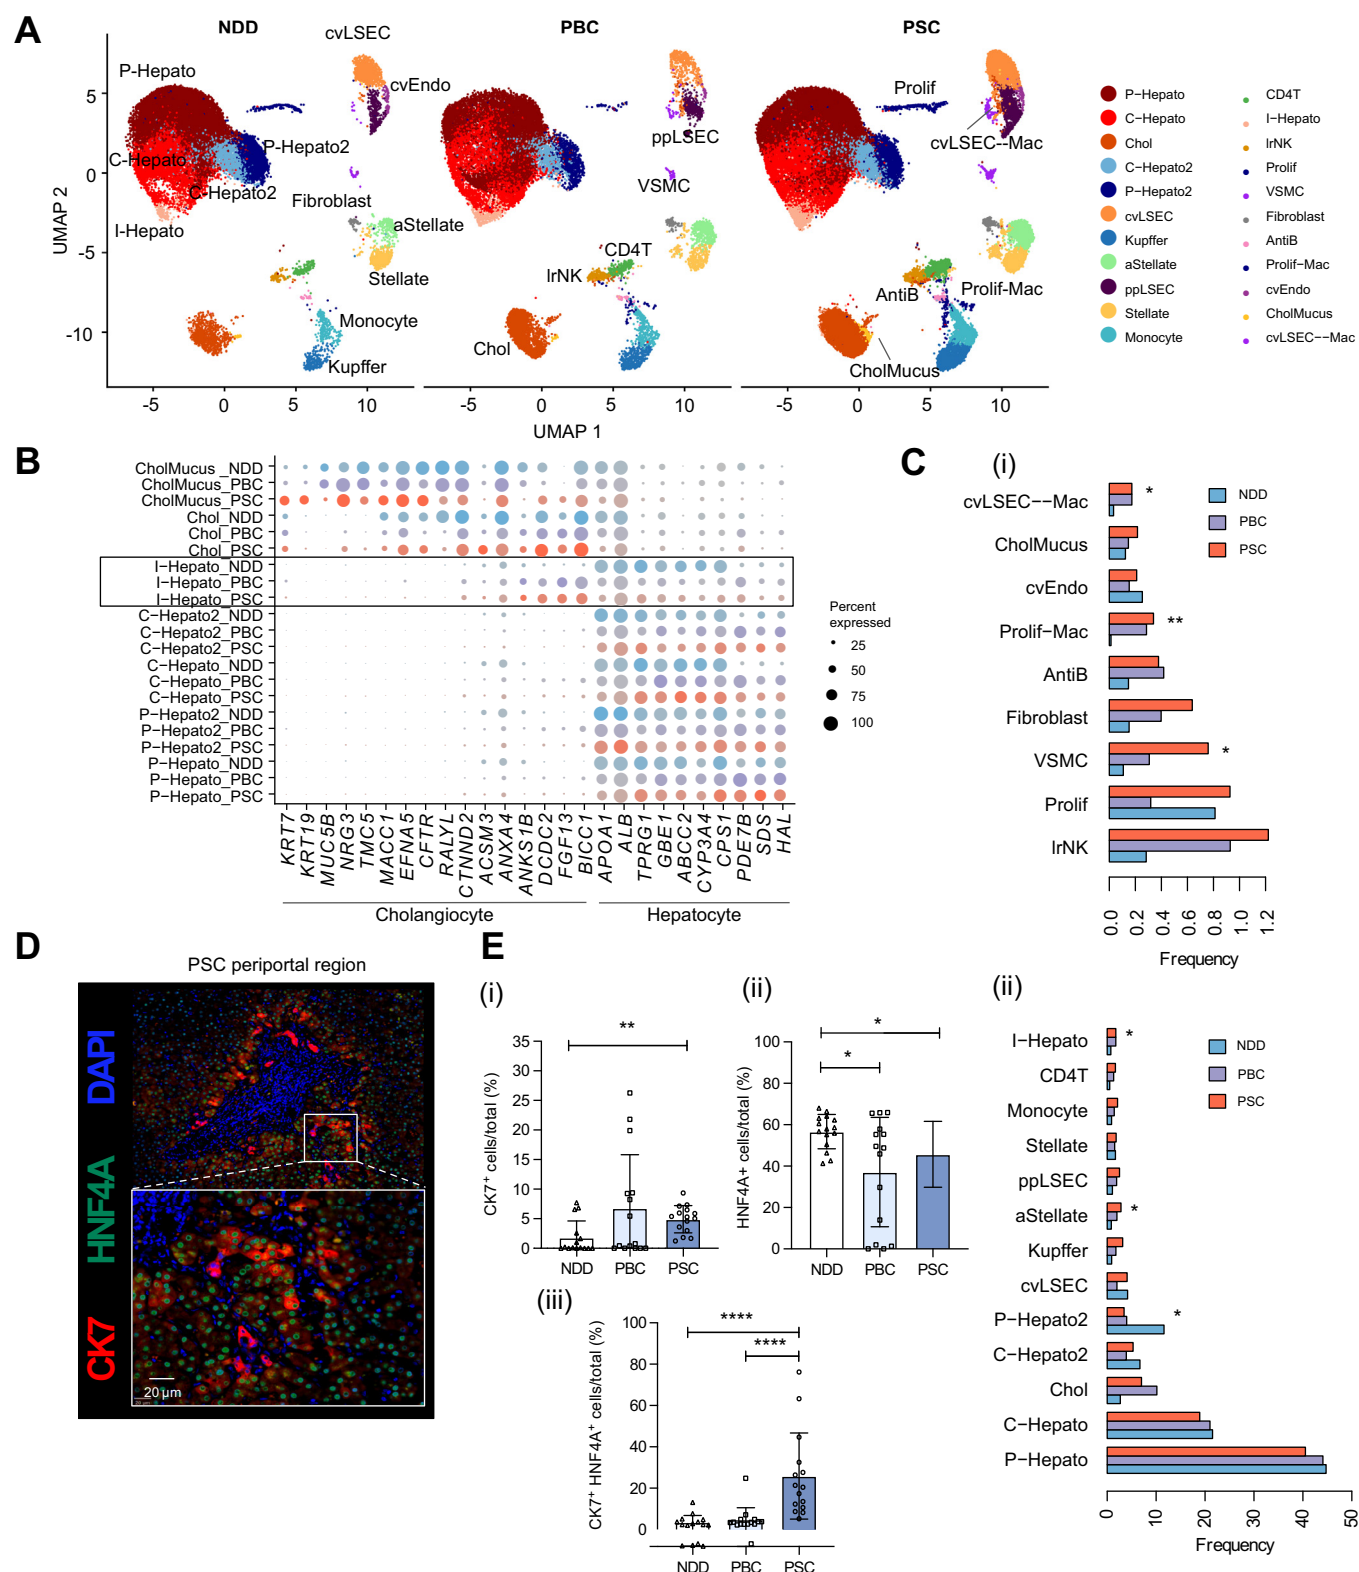 A
NDD
PBC
PSC
P-Hepato
cvLSEC
cvEndo
C-Hepato
P-Hepato2
C-Hepato2
I-Hepato
Fibroblast
aStellate
Stellate
Monocyte
Kupffer
ppLSEC
VSMC
CD4T
IrNK
Chol
Prolif
cvLSEC--Mac
AntiB
Prolif-Mac
CholMucus
UMAP 2
5
0
-5
-10
-5 0 5 10
-5 0 5 10
-5 0 5 10
UMAP 1
P-Hepato
C-Hepato
Chol
C-Hepato2
P-Hepato2
cvLSEC
Kupffer
aStellate
ppLSEC
Stellate
Monocyte
CD4T
I-Hepato
IrNK
Prolif
VSMC
Fibroblast
AntiB
Prolif-Mac
cvEndo
CholMucus
cvLSEC--Mac
B
CholMucus_NDD
CholMucus_PBC
CholMucus_PSC
Chol_NDD
Chol_PBC
Chol_PSC
I-Hepato_NDD
I-Hepato_PBC
I-Hepato_PSC
C-Hepato2_NDD
C-Hepato2_PBC
C-Hepato2_PSC
C-Hepato_NDD
C-Hepato_PBC
C-Hepato_PSC
P-Hepato2_NDD
P-Hepato2_PBC
P-Hepato2_PSC
P-Hepato_NDD
P-Hepato_PBC
P-Hepato_PSC
KRT7
KRT19
MUC5B
NRG3
TMC5
MACC1
EFNA5
CFTR
RALYL
CTNND2
ACSM3
ANXA4
ANKS1B
DCDC2
FGF13
BICC1
APOA1
ALB
TPRG1
GBE1
ABCC2
CYP3A4
CPS1
PDE7B
SDS
HAL
Cholangiocyte
Hepatocyte
Percent
expressed
25
50
75
100
C
(i)
cvLSEC--Mac
CholMucus
cvEndo
Prolif-Mac
AntiB
Fibroblast
VSMC
Prolif
IrNK
*
**
*
NDD
PBC
PSC
0.0 0.2 0.4 0.6 0.8 1.0 1.2
Frequency
(ii)
I-Hepato
CD4T
Monocyte
Stellate
ppLSEC
aStellate
Kupffer
cvLSEC
P-Hepato2
C-Hepato2
Chol
C-Hepato
P-Hepato
*
*
*
NDD
PBC
PSC
0 10 20 30 40 50
Frequency
D
PSC periportal region
CK7 HNF4A DAPI
20 µm
E
(i)
CK7+ cells/total (%)
35
30
25
20
15
10
5
0
**
NDD PBC PSC
(ii)
HNF4A+ cells/total (%)
100
80
60
40
20
0
*
*
NDD PBC PSC
(iii)
CK7+ HNF4A+ cells/total (%)
100
80
60
40
20
0
****
****
NDD PBC PSC